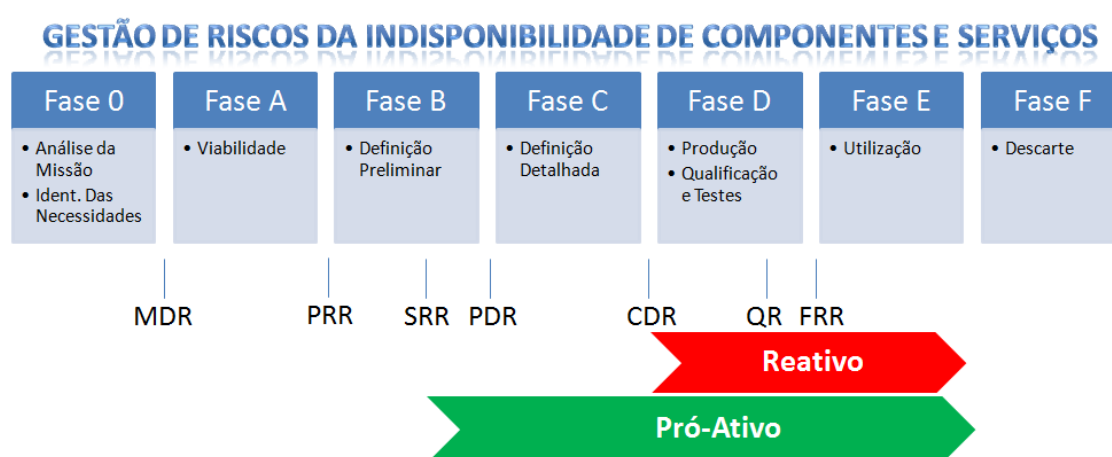 GESTÃO DE RISCOS DA INDISPONIBILIDADE DE COMPONENTES E SERVIÇOS
Fase 0
• Análise da
Missão
• Ident. Das
Necessidades
Fase A
• Viabilidade
Fase B
• Definição
Preliminar
Fase C
• Definição
Detalhada
Fase D
• Produção
• Qualificação
e Testes
Fase E
• Utilização
Fase F
• Descarte
MDR
PRR
SRR
PDR
CDR
QR
FRR
Reativo
Pró-Ativo